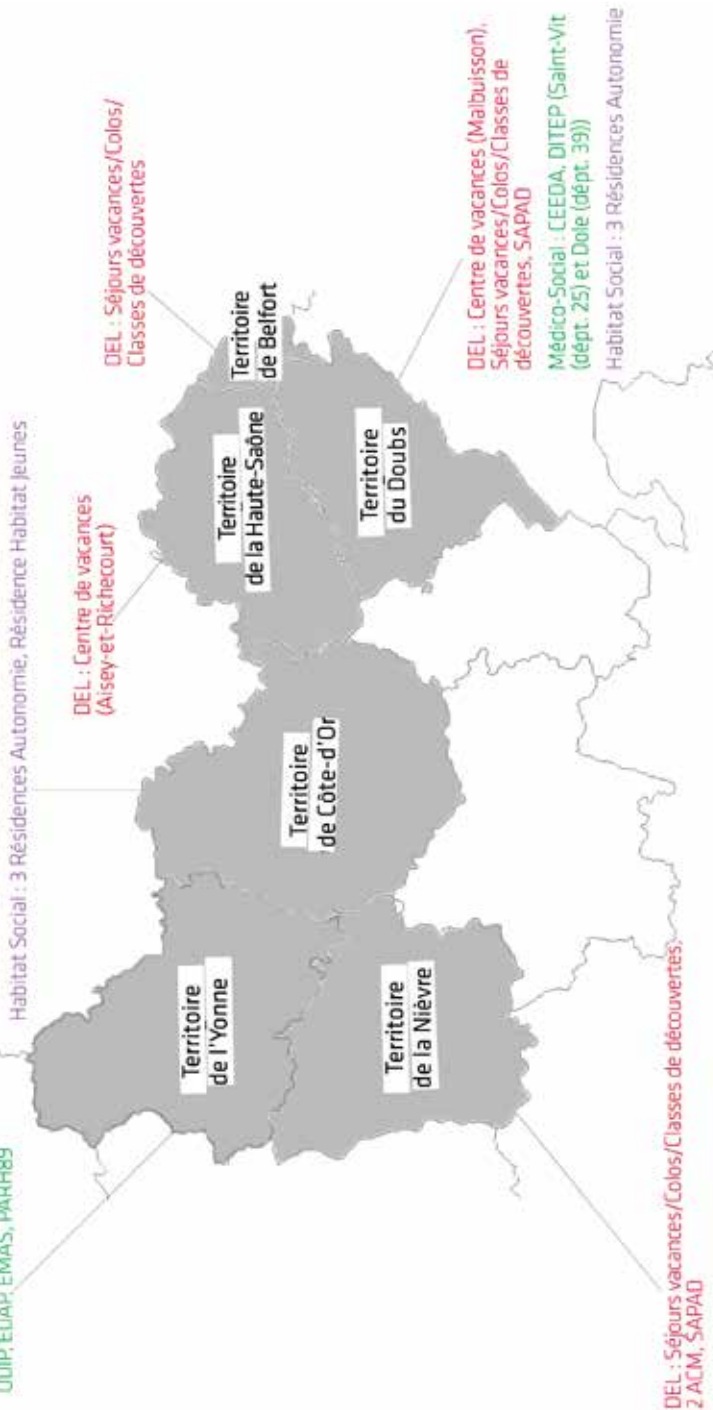 EDAP, EMAS, PARH89
Habitat Social : 3 Résidences Autonomie, Résidence Habitat Jeunes
DEL : Centre de vacances
(Aisey-et-Richecourt)
DEL : Séjours vacances/Colos/
Classes de découvertes
Territoire
de l'Yonne
Territoire
de Côte-d'Or
Territoire
de la Haute-Saône
Territoire
de Belfort
Territoire
de la Nièvre
Territoire
du Doubs
DEL : Séjours vacances/Colos/Classes de découvertes,
2 ACM, SAPAD
DEL : Centre de vacances (Malbuisson),
Séjours vacances/Colos/Classes de
découvertes, SAPAD
Médico-Social : CEEDA, DITEP (Saint-Vit
(dépt. 25) et Dole (dépt. 39))
Habitat Social : 3 Résidences Autonomie